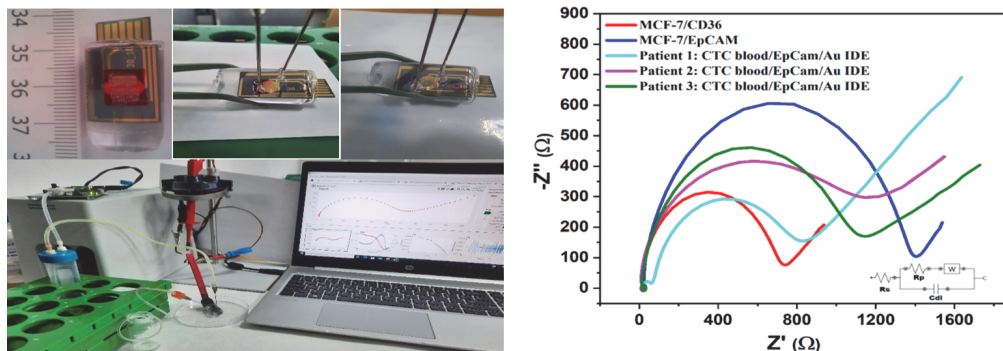 34
35
36
37
MCF-7/CD36
MCF-7/EpCAM
Patient 1: CTC blood/EpCam/Au IDE
Patient 2: CTC blood/EpCam/Au IDE
Patient 3: CTC blood/EpCam/Au IDE
900
800
700
600
500
400
300
200
100
0
-Z'' (Ω)
Rs
Rp
W
Cdl
0 400 800 1200 1600
Z' (Ω)